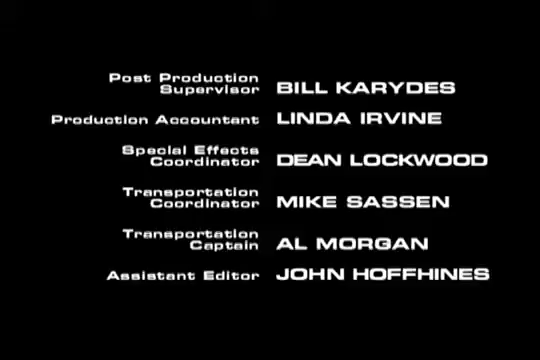 Post Production
Supervisor BILL KARYDES
Production Accountant LINDA IRVINE
Special Effects
Coordinator DEAN LOCKWOOD
Transportation
Coordinator MIKE SASSEN
Transportation
Captain AL MORGAN
Assistant Editor JOHN HOFFHINES